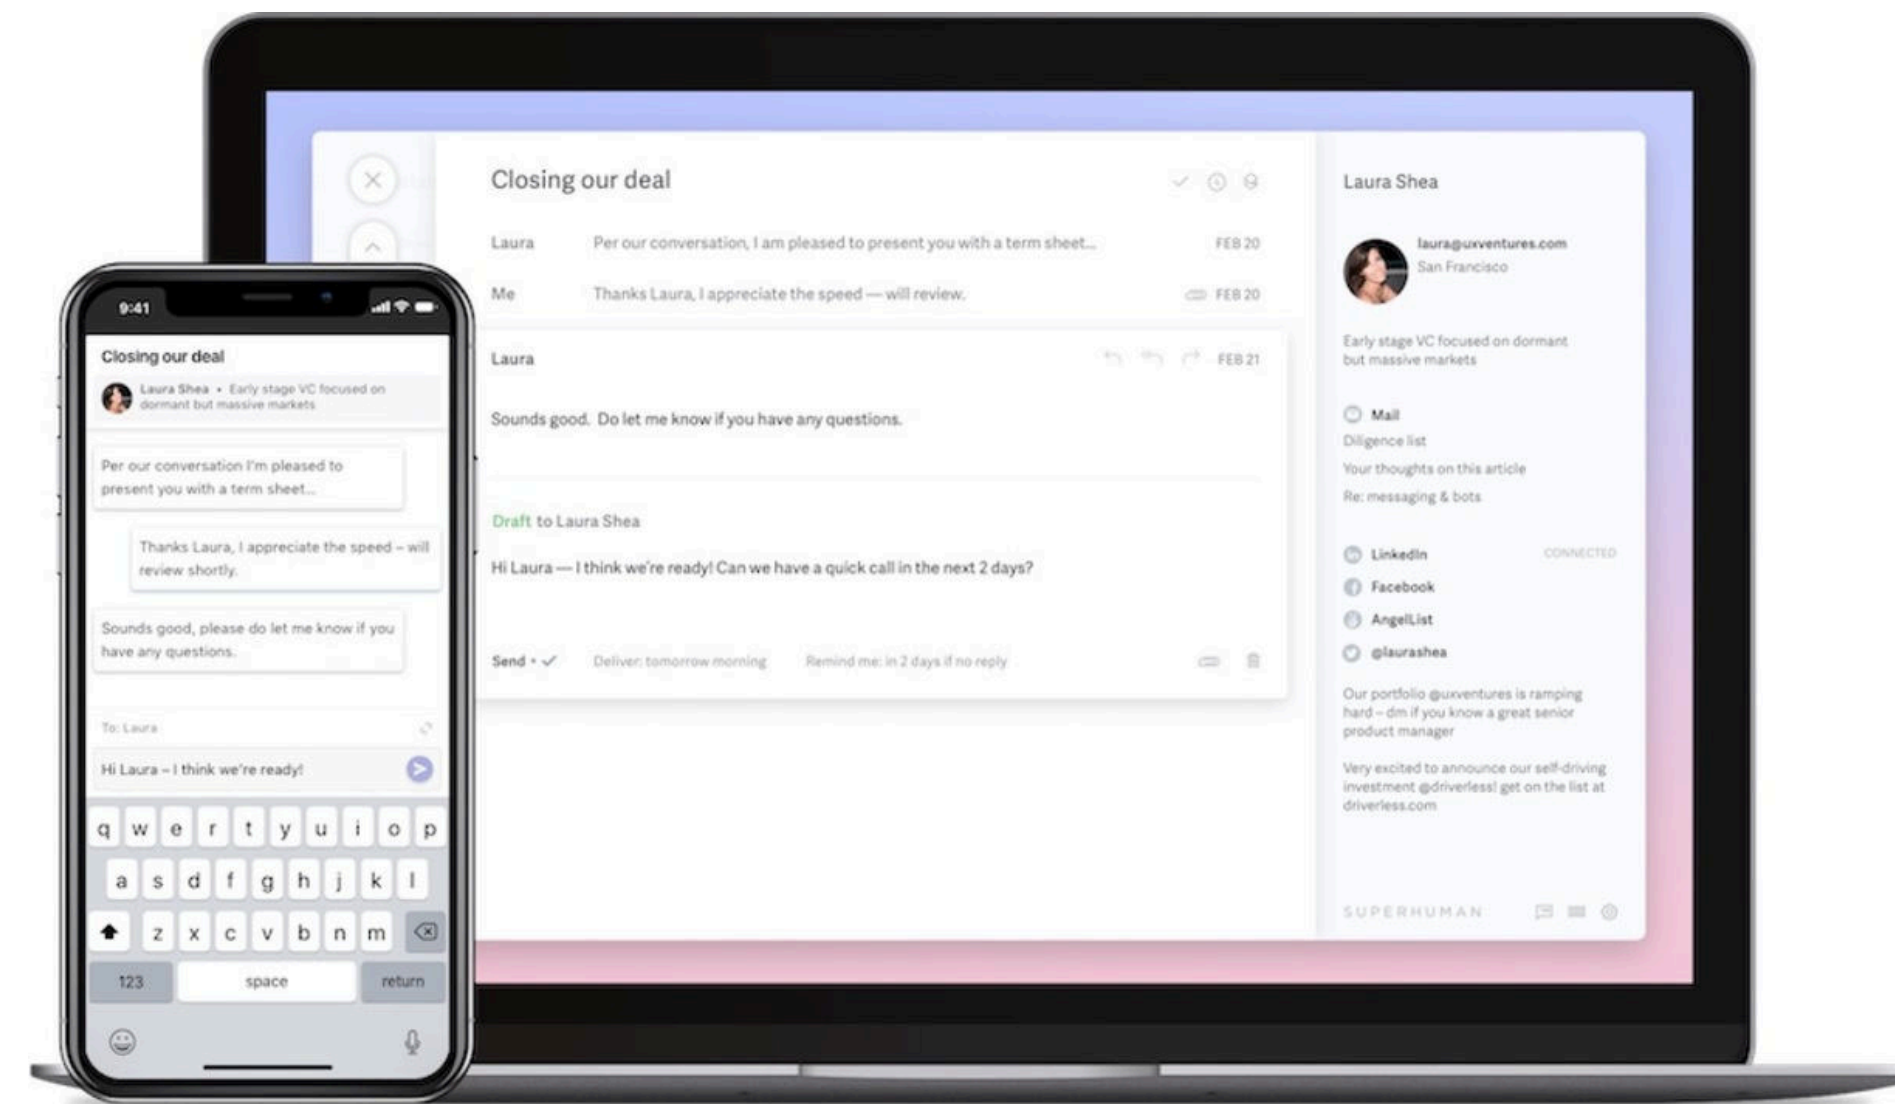 Closing our deal
Laura Per our conversation, I am pleased to present you with a term sheet... FEB 20
Me Thanks Laura, I appreciate the speed — will review. FEB 20
Laura FEB 21
Sounds good. Do let me know if you have any questions.
Draft to Laura Shea
Hi Laura — I think we're ready! Can we have a quick call in the next 2 days?
Send • Deliver: tomorrow morning Remind me: in 2 days if no reply
Laura Shea
laura@uxventures.com
San Francisco
Early stage VC focused on dormant
but massive markets
Mail
Diligence list
Your thoughts on this article
Re: messaging & bots
LinkedIn CONNECTED
Facebook
AngelList
@laurashea
Our portfolio @uxventures is ramping
hard – dm if you know a great senior
product manager
Very excited to announce our self-driving
investment @driverless! get on the list at
driverless.com
SUPERHUMAN
9:41
Closing our deal
Laura Shea • Early stage VC focused on
dormant but massive markets
Per our conversation I'm pleased to
present you with a term sheet...
Thanks Laura, I appreciate the speed – will
review shortly.
Sounds good, please do let me know if you
have any questions.
To: Laura
Hi Laura – I think we're ready!
q w e r t y u i o p
a s d f g h j k l
z x c v b n m
123 space return